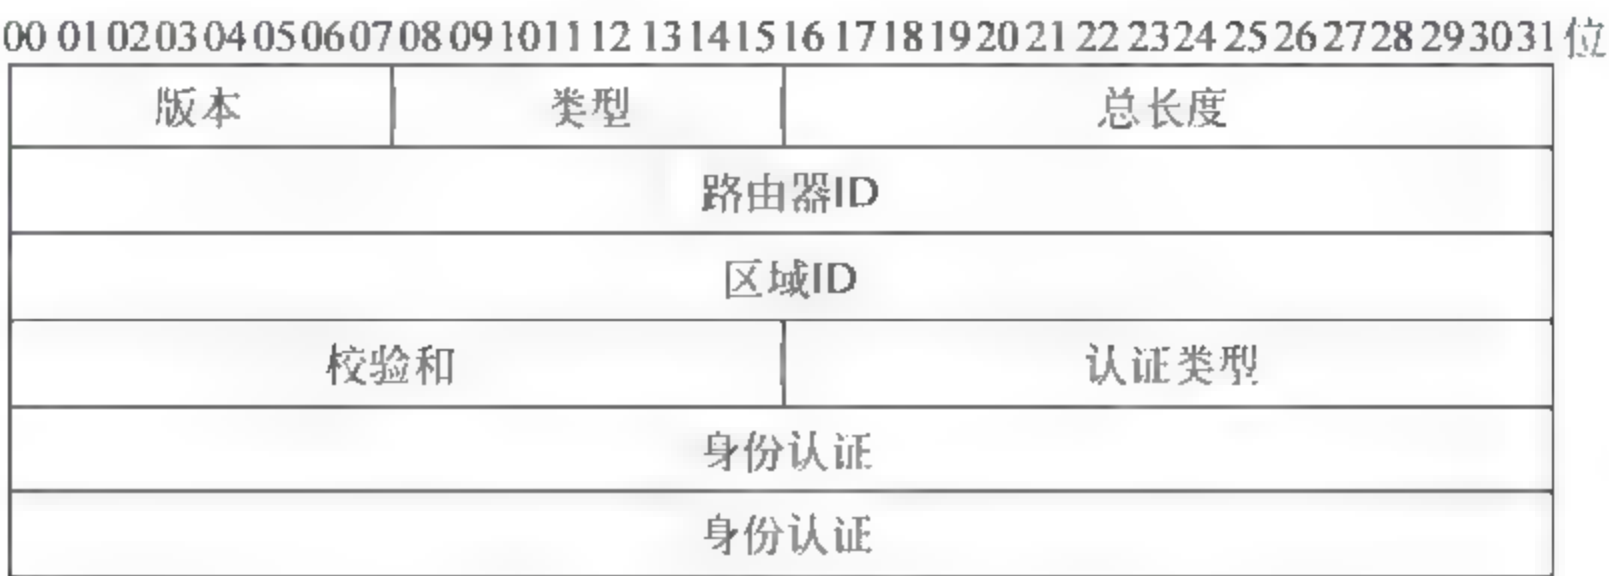 00 01 02 03 04 05 06 07 08 09 10 11 12 13 14 15 16 17 18 19 20 21 22 23 24 25 26 27 28 29 30 31 位
版本 类型 总长度
路由器ID
区域ID
校验和 认证类型
身份认证
身份认证